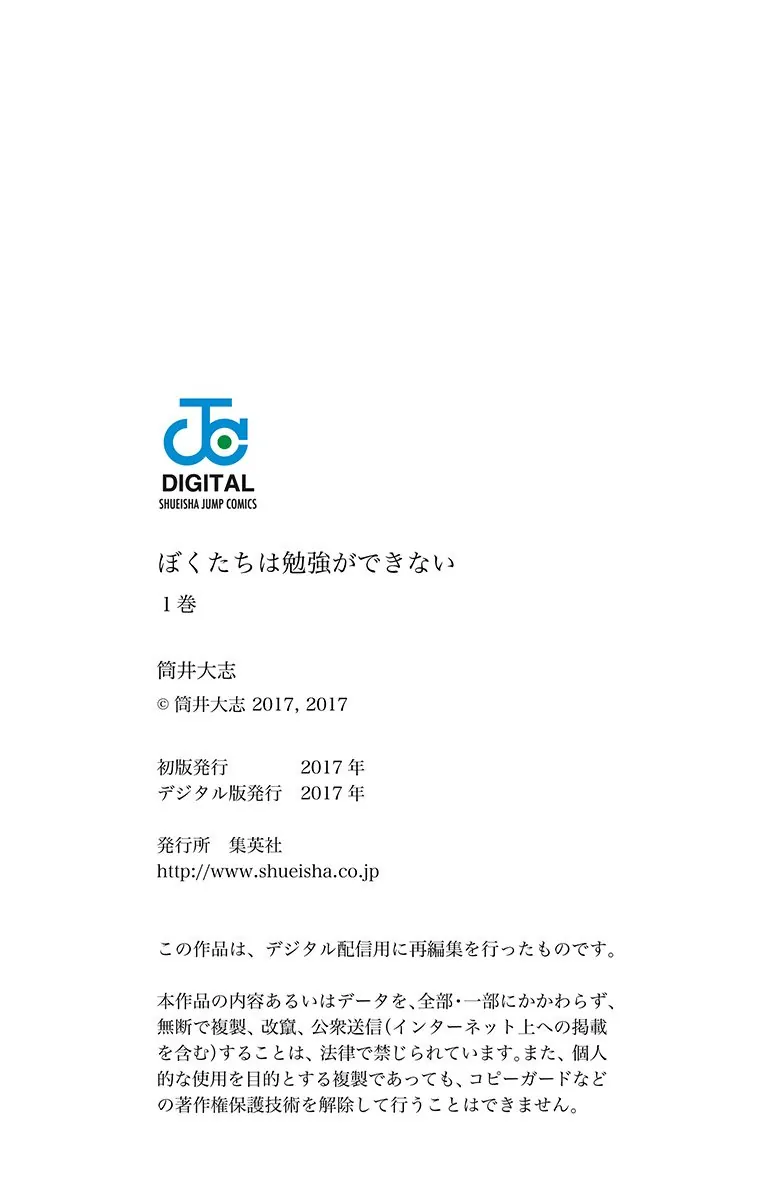 DIGITAL
SHUEISHA JUMP COMICS
ぼくたちは勉強ができない
1巻
筒井大志
© 筒井大志 2017, 2017
初版発行 2017 年
デジタル版発行 2017 年
発行所 集英社
http://www.shueisha.co.jp
この作品は、デジタル配信用に再編集を行ったものです。
本作品の内容あるいはデータを、全部・一部にかかわらず、
無断で複製、改竄、公衆送信(インターネット上への掲載
を含む)することは、法律で禁じられています。また、個人
的な使用を目的とする複製であっても、コピーガードなど
の著作権保護技術を解除して行うことはできません。